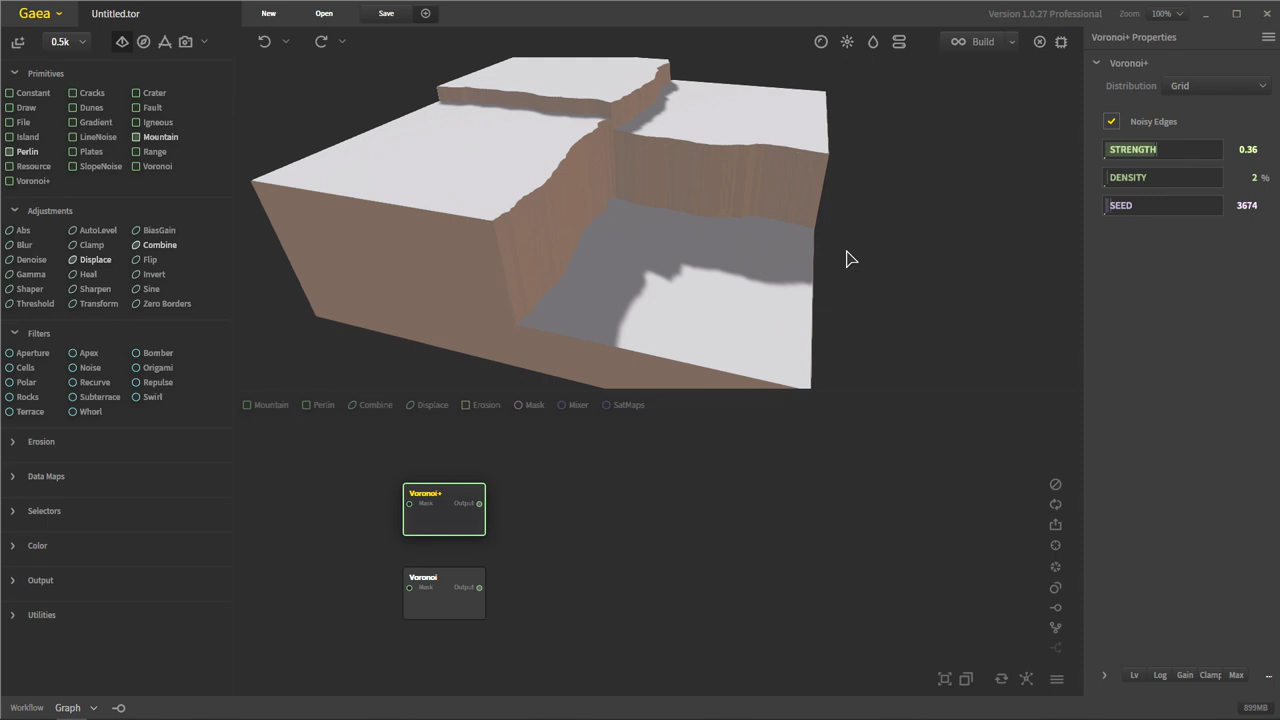 Gaea Untitled.tor New Open Save Version 1.0.27 Professional Zoom 100%
0.5k Build
Primitives
Constant Cracks Crater
Draw Dunes Fault
File Gradient Igneous
Island LineNoise Mountain
Perlin Plates Range
Resource SlopeNoise Voronoi
Voronoi+
Adjustments
Abs AutoLevel BiasGain
Blur Clamp Combine
Denoise Displace Flip
Gamma Heal Invert
Shaper Sharpen Sine
Threshold Transform Zero Borders
Filters
Aperture Apex Bomber
Cells Noise Origami
Polar Recurve Repulse
Rocks Subterrace Swirl
Terrace Whorl
Erosion
Data Maps
Selectors
Color
Output
Utilities
Mountain Perlin Combine Displace Erosion Mask Mixer SatMaps
Voronoi+
Mask Output
Voronoi
Mask Output
Voronoi+ Properties
Voronoi+
Distribution Grid
Noisy Edges
STRENGTH 0.36
DENSITY 2 %
SEED 3674
Lv Log Gain Clamp Max ...
Workflow Graph 899MB